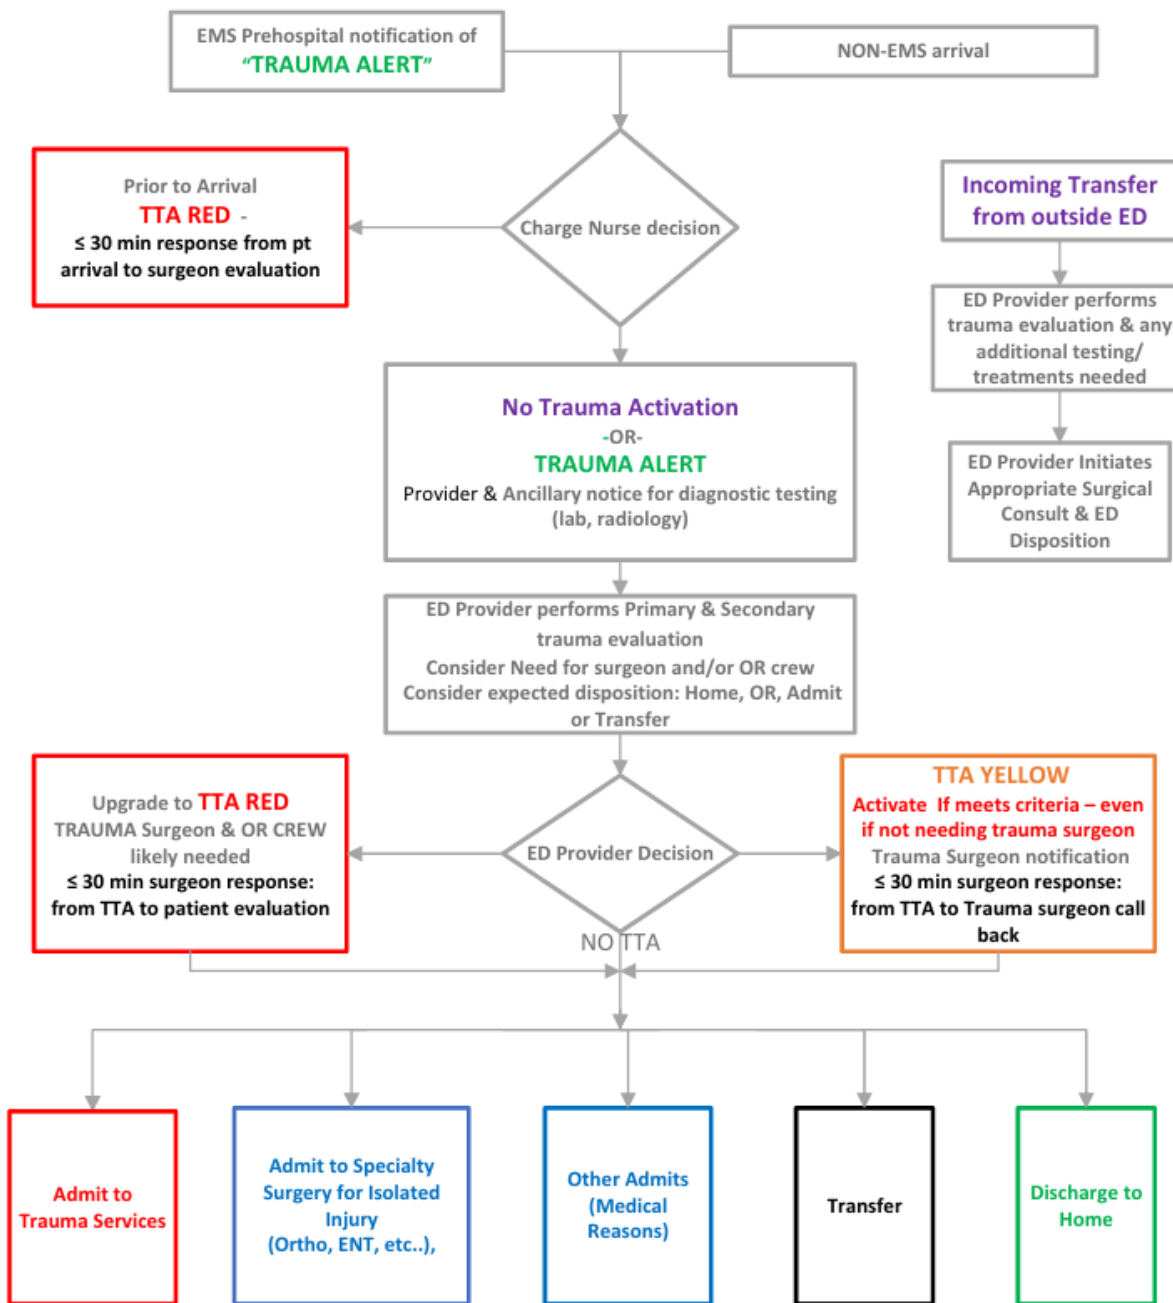 EMS Prehospital notification of
“TRAUMA ALERT”
NON-EMS arrival
Prior to Arrival
TTA RED -
≤ 30 min response from pt
arrival to surgeon evaluation
Charge Nurse decision
Incoming Transfer
from outside ED
ED Provider performs
trauma evaluation & any
additional testing/
treatments needed
No Trauma Activation
-OR-
TRAUMA ALERT
Provider & Ancillary notice for diagnostic testing
(lab, radiology)
ED Provider Initiates
Appropriate Surgical
Consult & ED
Disposition
ED Provider performs Primary & Secondary
trauma evaluation
Consider Need for surgeon and/or OR crew
Consider expected disposition: Home, OR, Admit
or Transfer
Upgrade to TTA RED
TRAUMA Surgeon & OR CREW
likely needed
≤ 30 min surgeon response:
from TTA to patient evaluation
ED Provider Decision
TTA YELLOW
Activate If meets criteria – even
if not needing trauma surgeon
Trauma Surgeon notification
≤ 30 min surgeon response:
from TTA to Trauma surgeon call
back
NO TTA
Admit to
Trauma Services
Admit to Specialty
Surgery for Isolated
Injury
(Ortho, ENT, etc..),
Other Admits
(Medical
Reasons)
Transfer
Discharge to
Home